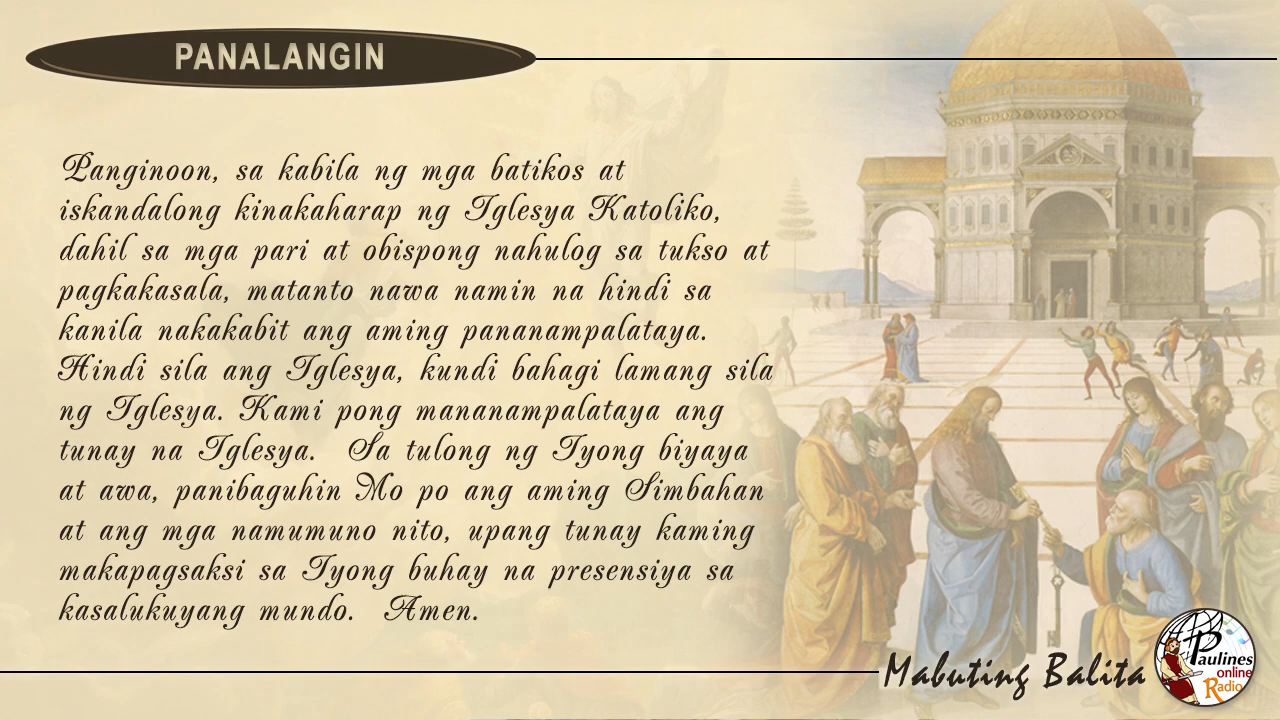 PANALANGIN
Panginoon, sa kabila ng mga batikos at
iskandalong kinakaharap ng Iglesya Katoliko,
dahil sa mga pari at obispong nahulog sa tukso at
pagkakasala, matanto nawa namin na hindi sa
kanila nakakabit ang aming pananampalataya.
Hindi sila ang Iglesya, kundi bahagi lamang sila
ng Iglesya. Kami pong mananampalataya ang
tunay na Iglesya. Sa tulong ng Iyong biyaya
at awa, panibaguhin Mo po ang aming Simbahan
at ang mga namumuno nito, upang tunay kaming
makapagsaksi sa Iyong buhay na presensiya sa
kasalukuyang mundo. Amen.
Mabuting Balita
Paulines
online
Radio